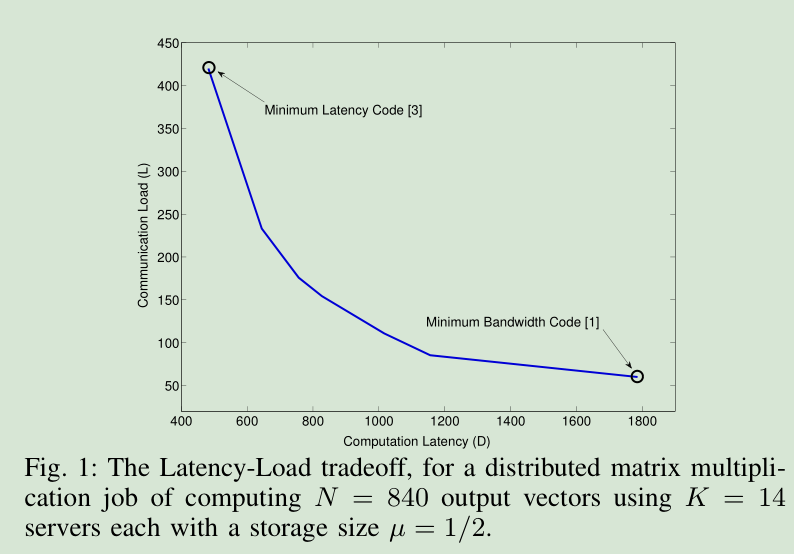 450
400
350
300
250
200
150
100
50
Communication Load (L)
Minimum Latency Code [3]
Minimum Bandwidth Code [1]
400 600 800 1000 1200 1400 1600 1800
Computation Latency (D)
Fig. 1: The Latency-Load tradeoff, for a distributed matrix multipli-
cation job of computing N = 840 output vectors using K = 14
servers each with a storage size μ = 1/2.